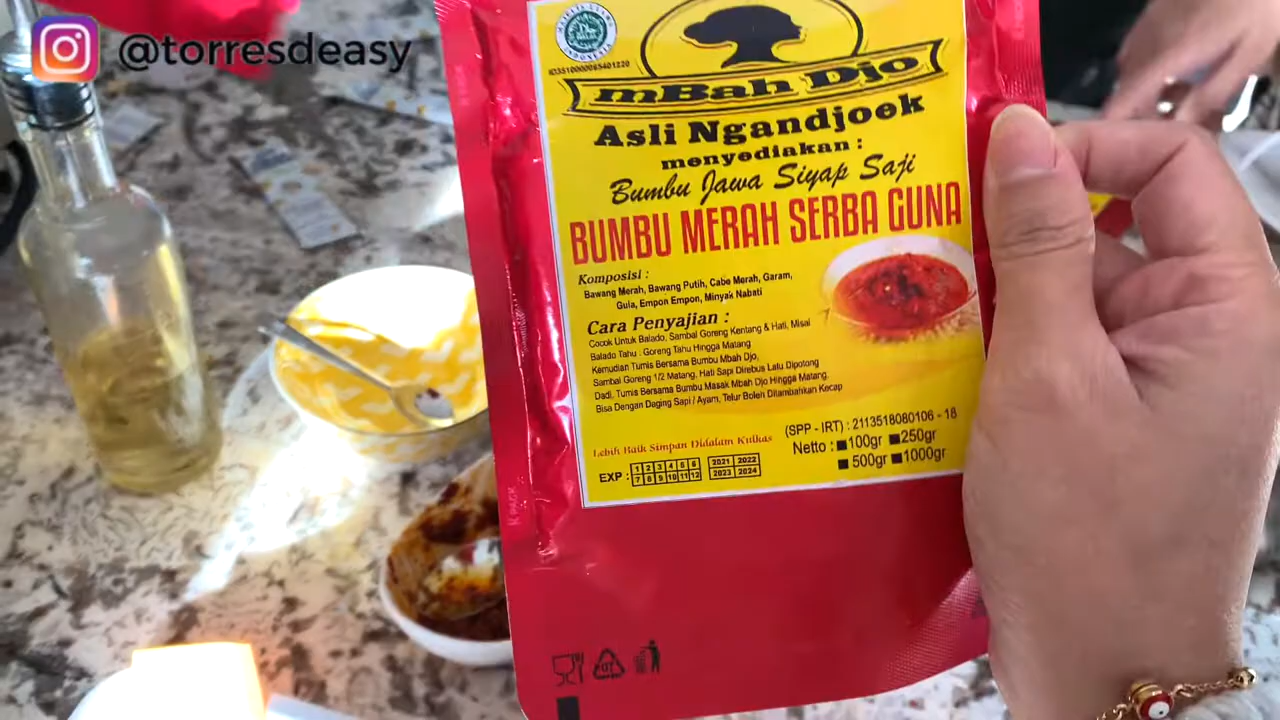 @torresdeasy
HALAL
ID35100000865401220
mBah Djo
Asli Ngandjoek
menyediakan :
Bumbu Jawa Siyap Saji
BUMBU MERAH SERBA GUNA
Komposisi :
Bawang Merah, Bawang Putih, Cabe Merah, Garam,
Gula, Empon Empon, Minyak Nabati
Cara Penyajian :
Cocok Untuk Balado, Sambal Goreng Kentang & Hati, Misal
Balado Tahu : Goreng Tahu Hingga Matang
Kemudian Tumis Bersama Bumbu Mbah Djo,
Sambal Goreng 1/2 Matang, Hati Sapi Direbus Lalu Dipotong
Dadi, Tumis Bersama Bumbu Masak Mbah Djo Hingga Matang.
Bisa Dengan Daging Sapi / Ayam, Telur Boleh Ditambahkan Kecap
(SPP - IRT) : 2113518080106 - 18
Lebih Baik Simpan Didalam Kulkas
Netto : 100gr 250gr
500gr 1000gr
EXP : 1 2 3 4 5 6 2021 2022
7 8 9 10 11 12 2023 2024
07